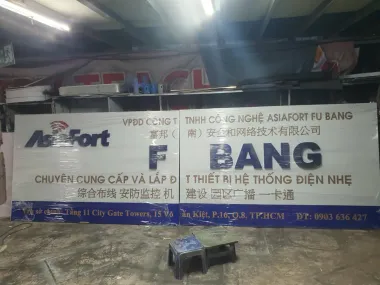 AsiaFort
VPĐD CÔNG T TNHH CÔNG NGHỆ ASIAFORT FU BANG
富邦( 南)安全和网络技术有限公司
F BANG
CHUYÊN CUNG CẤP VÀ LẮP Đ T THIẾT BỊ HỆ THỐNG ĐIỆN NHẸ
综合布线 安防监控 机 建设 园区广播 一卡通
Tầng 11 City Gate Towers, 15 Võ Văn Kiệt, P.16, Q.8, TP.HCM ĐT: 0903 636 427